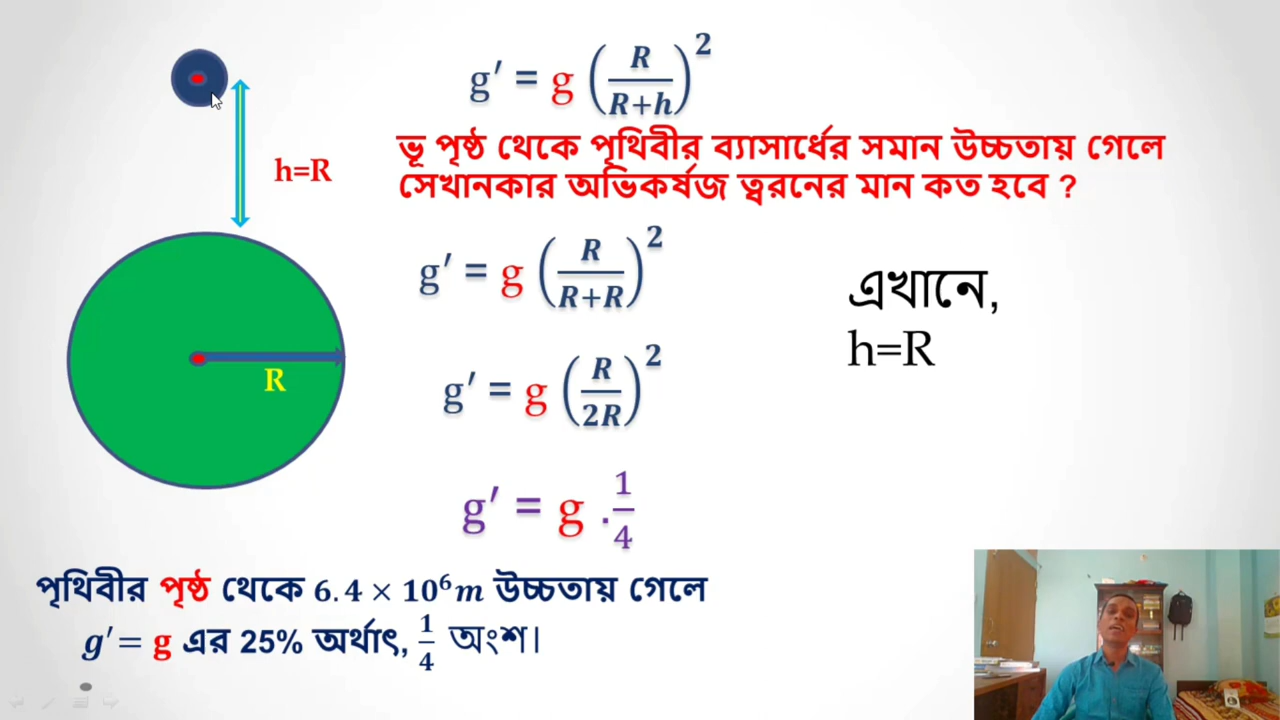 g′ = g (R/(R+h))²
ভূ পৃষ্ঠ থেকে পৃথিবীর ব্যাসার্ধের সমান উচ্চতায় গেলে
সেখানকার অভিকর্ষজ ত্বরনের মান কত হবে ?
h=R
R
g′ = g (R/(R+R))²
এখানে,
h=R
g′ = g (R/2R)²
g′ = g .1/4
পৃথিবীর পৃষ্ঠ থেকে 6.4 × 10⁶m উচ্চতায় গেলে
g′= g এর 25% অর্থাৎ, 1/4 অংশ।